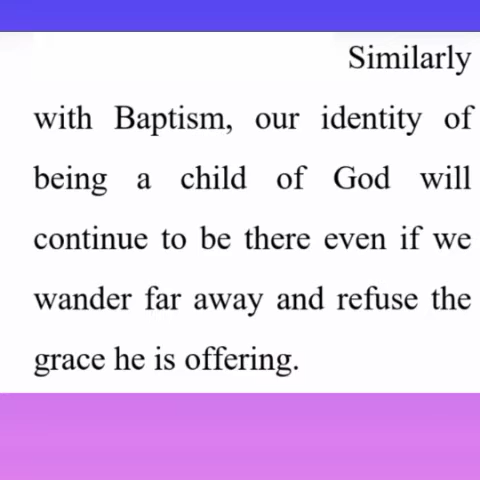 Similarly
with Baptism, our identity of
being a child of God will
continue to be there even if we
wander far away and refuse the
grace he is offering.